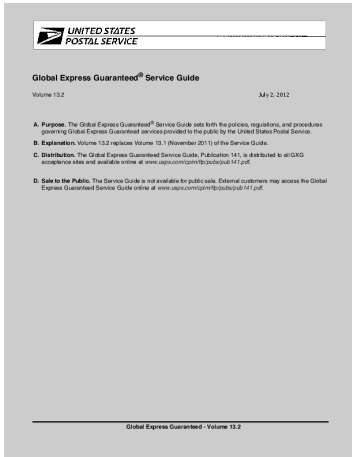 UNITED STATES
POSTAL SERVICE
Global Express Guaranteed® Service Guide
Volume 13.2 July 2, 2012
A. Purpose. The Global Express Guaranteed® Service Guide sets forth the policies, regulations, and procedures
governing Global Express Guaranteed services provided to the public by the United States Postal Service.
B. Explanation. Volume 13.2 replaces Volume 13.1 (November 2011) of the Service Guide.
C. Distribution. The Global Express Guaranteed Service Guide, Publication 141, is distributed to all GXG
acceptance sites and available online at www.usps.com/cpim/ftp/pubs/pub141.pdf.
D. Sale to the Public. The Service Guide is not available for public sale. External customers may access the Global
Express Guaranteed Service Guide online at www.usps.com/cpim/ftp/pubs/pub141.pdf.
Global Express Guaranteed - Volume 13.2